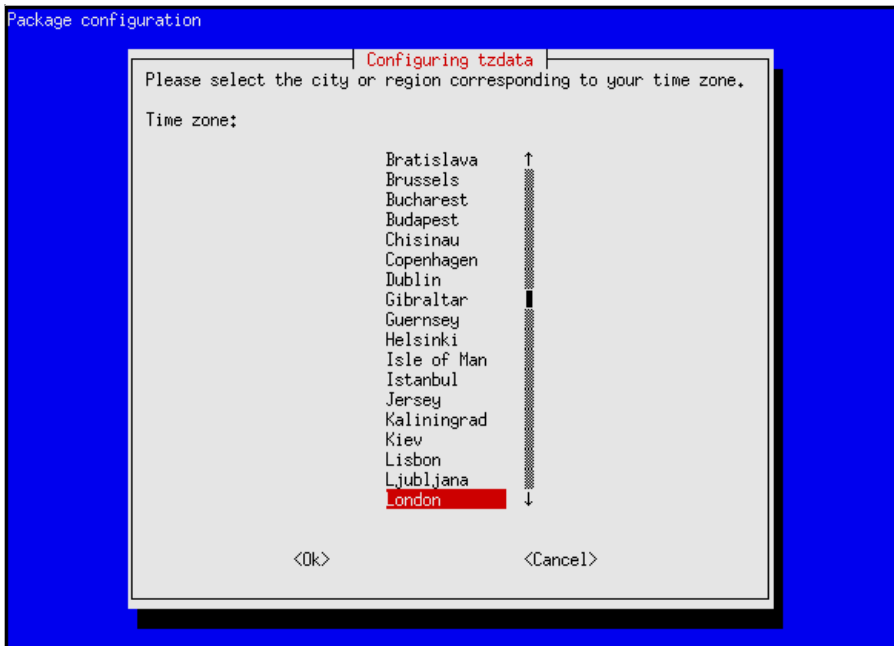 Package configuration
Configuring tzdata
Please select the city or region corresponding to your time zone.
Time zone:
Bratislava ↑
Brussels
Bucharest
Budapest
Chisinau
Copenhagen
Dublin
Gibraltar
Guernsey
Helsinki
Isle of Man
Istanbul
Jersey
Kaliningrad
Kiev
Lisbon
Ljubljana
London ↓
<Ok> <Cancel>